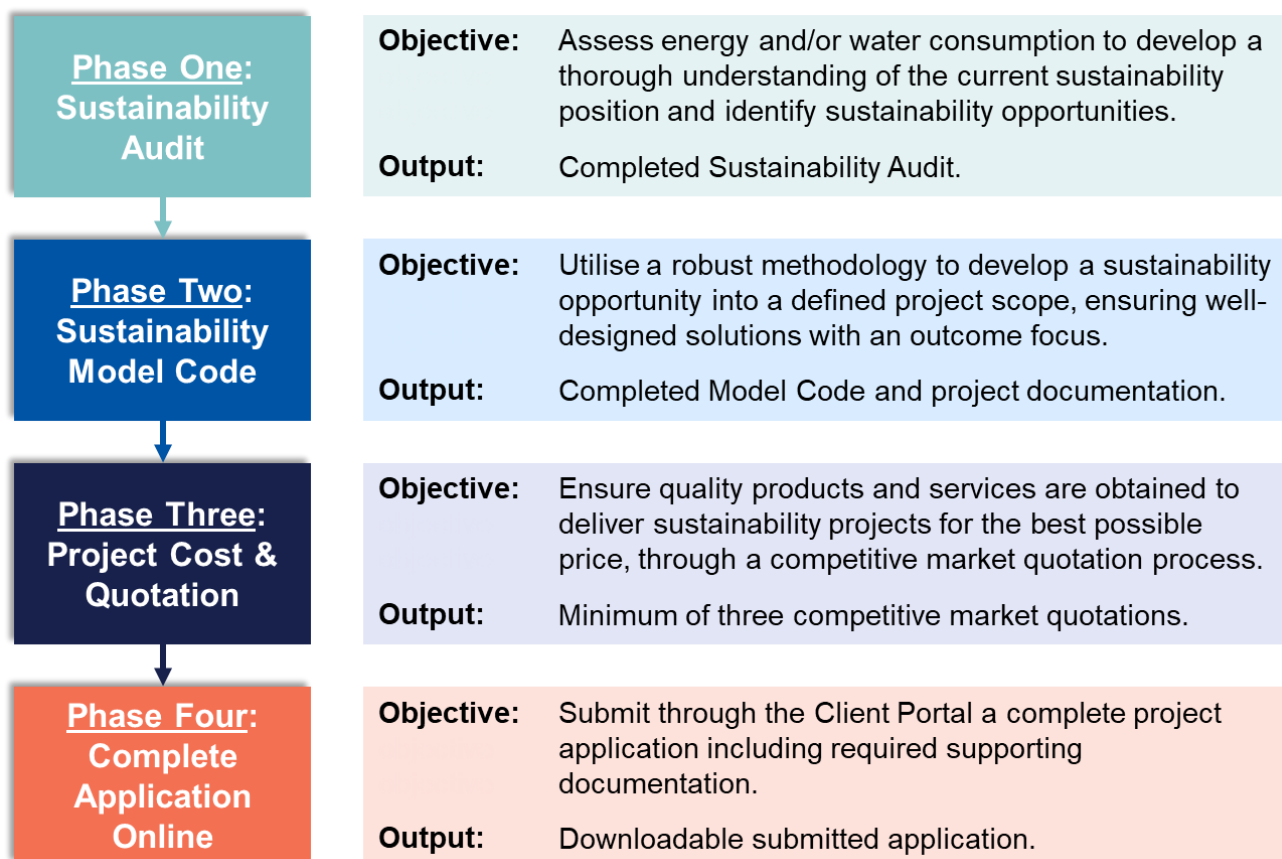 Phase One:
Sustainability
Audit
Objective: Assess energy and/or water consumption to develop a
thorough understanding of the current sustainability
position and identify sustainability opportunities.
Output: Completed Sustainability Audit.
Phase Two:
Sustainability
Model Code
Objective: Utilise a robust methodology to develop a sustainability
opportunity into a defined project scope, ensuring well-
designed solutions with an outcome focus.
Output: Completed Model Code and project documentation.
Phase Three:
Project Cost &
Quotation
Objective: Ensure quality products and services are obtained to
deliver sustainability projects for the best possible
price, through a competitive market quotation process.
Output: Minimum of three competitive market quotations.
Phase Four:
Complete
Application
Online
Objective: Submit through the Client Portal a complete project
application including required supporting
documentation.
Output: Downloadable submitted application.